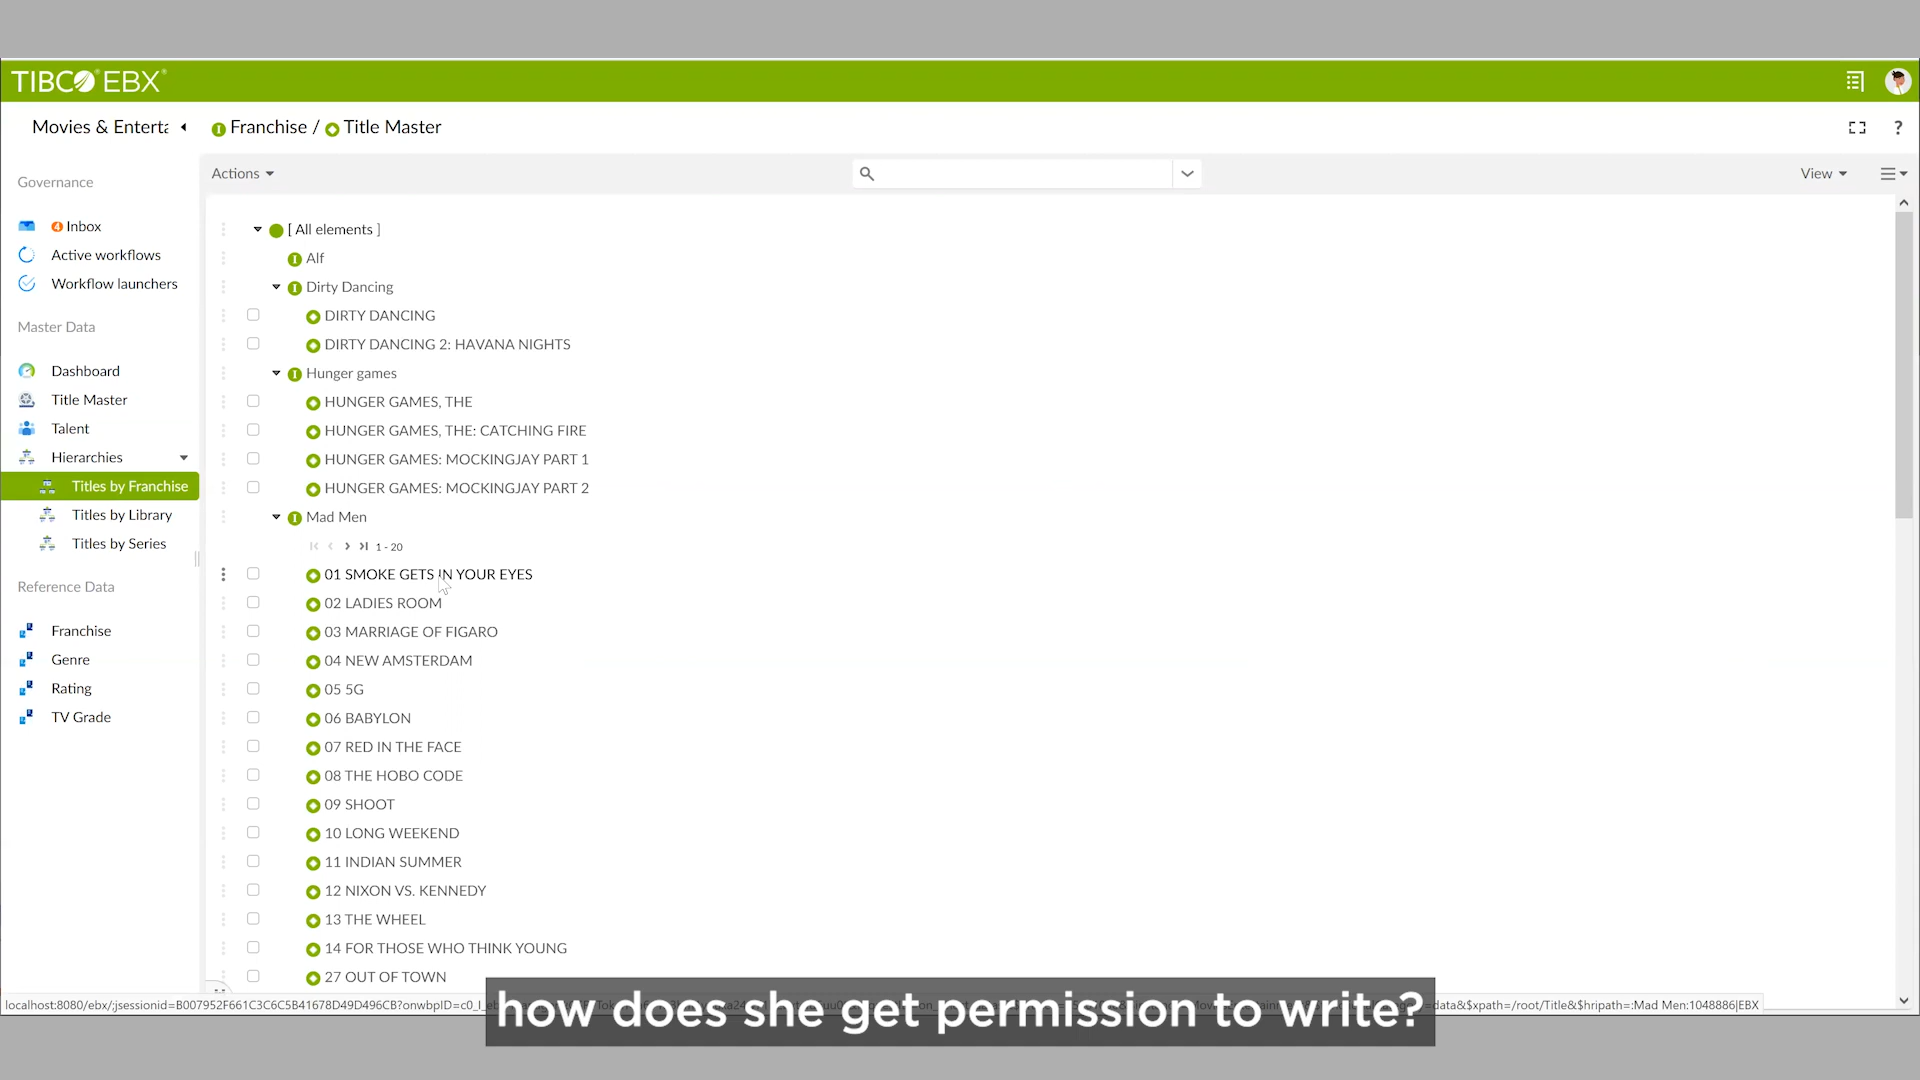 TIBCO EBX®
Movies & Enterta
Franchise / Title Master
?
Governance
Actions
View
4 Inbox
Active workflows
Workflow launchers
Master Data
Dashboard
Title Master
Talent
Hierarchies
Titles by Franchise
Titles by Library
Titles by Series
Reference Data
Franchise
Genre
Rating
TV Grade
[ All elements ]
Alf
Dirty Dancing
DIRTY DANCING
DIRTY DANCING 2: HAVANA NIGHTS
Hunger games
HUNGER GAMES, THE
HUNGER GAMES, THE: CATCHING FIRE
HUNGER GAMES: MOCKINGJAY PART 1
HUNGER GAMES: MOCKINGJAY PART 2
Mad Men
1 - 20
01 SMOKE GETS IN YOUR EYES
02 LADIES ROOM
03 MARRIAGE OF FIGARO
04 NEW AMSTERDAM
05 5G
06 BABYLON
07 RED IN THE FACE
08 THE HOBO CODE
09 SHOOT
10 LONG WEEKEND
11 INDIAN SUMMER
12 NIXON VS. KENNEDY
13 THE WHEEL
14 FOR THOSE WHO THINK YOUNG
27 OUT OF TOWN
localhost:8080/ebx/;jsessionid=B007952F661C3C6C5B41678D49D496CB?onwbpID=c0_I_eb =data&$xpath=/root/Title&$hripath=:Mad Men:1048886|EBX
how does she get permission to write?